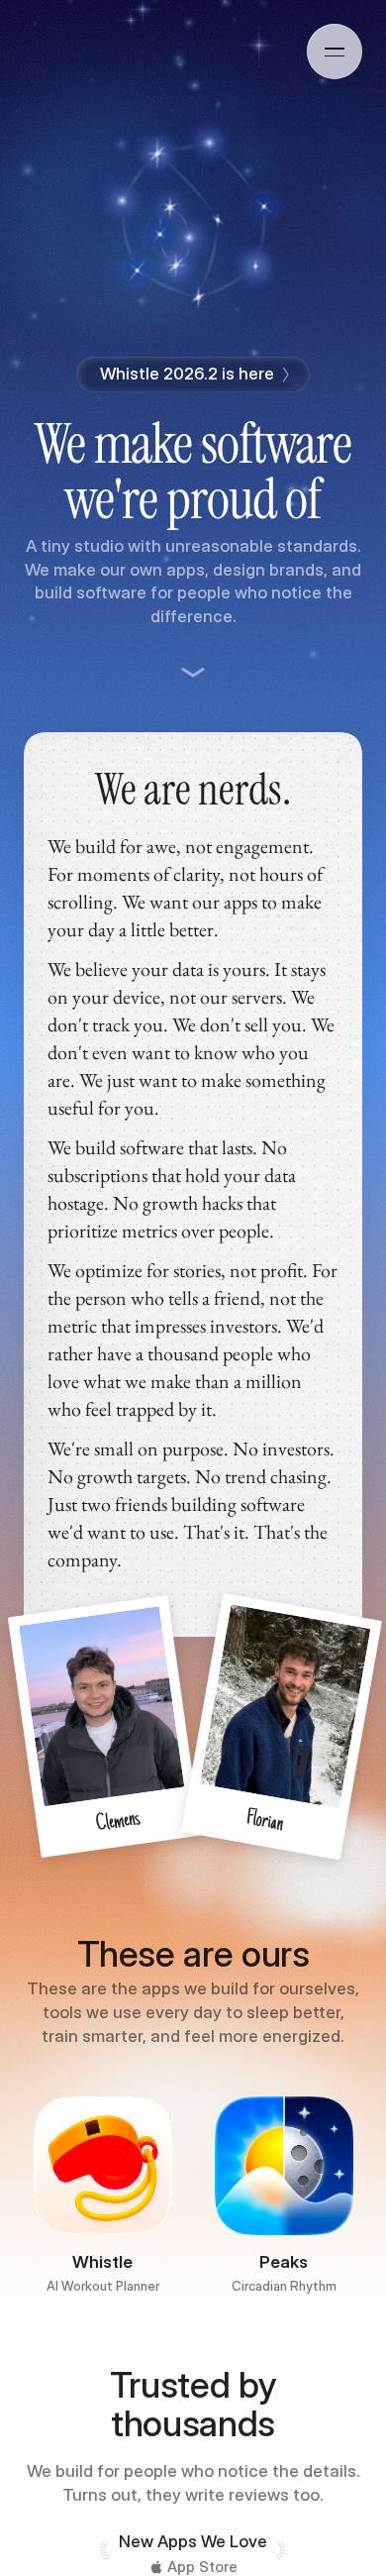 Whistle 2026.2 is here
We make software
we're proud of
A tiny studio with unreasonable standards.
We make our own apps, design brands, and
build software for people who notice the
difference.
We are nerds.
We build for awe, not engagement.
For moments of clarity, not hours of
scrolling. We want our apps to make
your day a little better.
We believe your data is yours. It stays
on your device, not our servers. We
don't track you. We don't sell you. We
don't even want to know who you
are. We just want to make something
useful for you.
We build software that lasts. No
subscriptions that hold your data
hostage. No growth hacks that
prioritize metrics over people.
We optimize for stories, not profit. For
the person who tells a friend, not the
metric that impresses investors. We'd
rather have a thousand people who
love what we make than a million
who feel trapped by it.
We're small on purpose. No investors.
No growth targets. No trend chasing.
Just two friends building software
we'd want to use. That's it. That's the
company.
Clemens
Florian
These are ours
These are the apps we build for ourselves,
tools we use every day to sleep better,
train smarter, and feel more energized.
Whistle
AI Workout Planner
Peaks
Circadian Rhythm
Trusted by
thousands
We build for people who notice the details.
Turns out, they write reviews too.
New Apps We Love
App Store